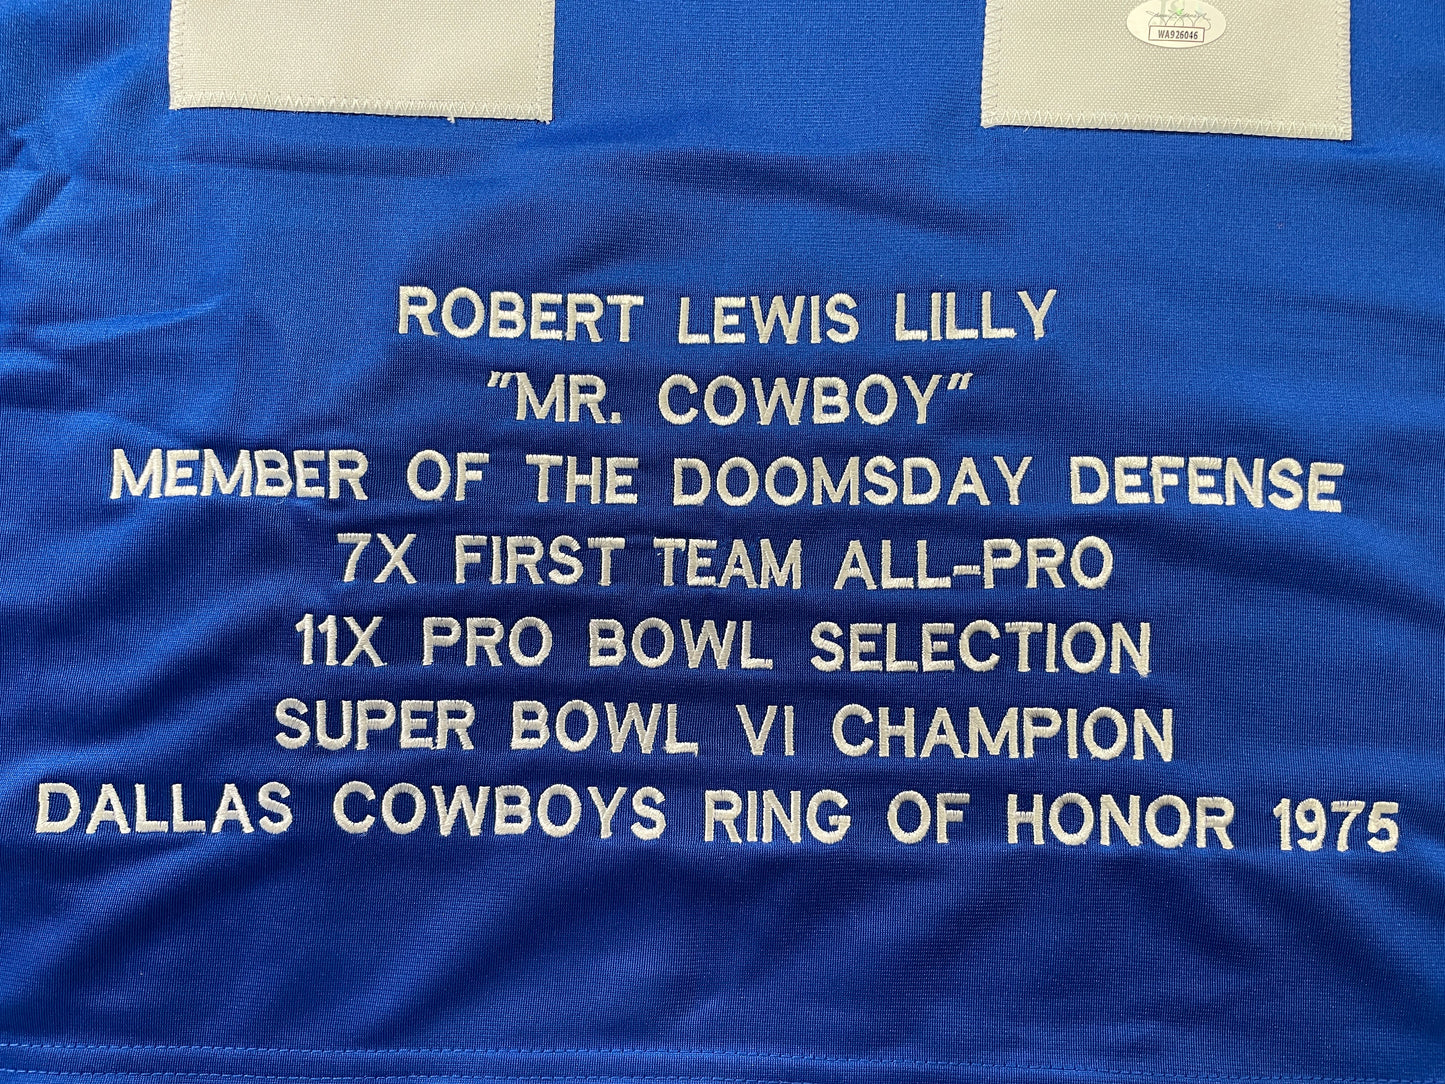 WA926046
ROBERT LEWIS LILLY
"MR. COWBOY"
MEMBER OF THE DOOMSDAY DEFENSE
7X FIRST TEAM ALL-PRO
11X PRO BOWL SELECTION
SUPER BOWL VI CHAMPION
DALLAS COWBOYS RING OF HONOR 1975